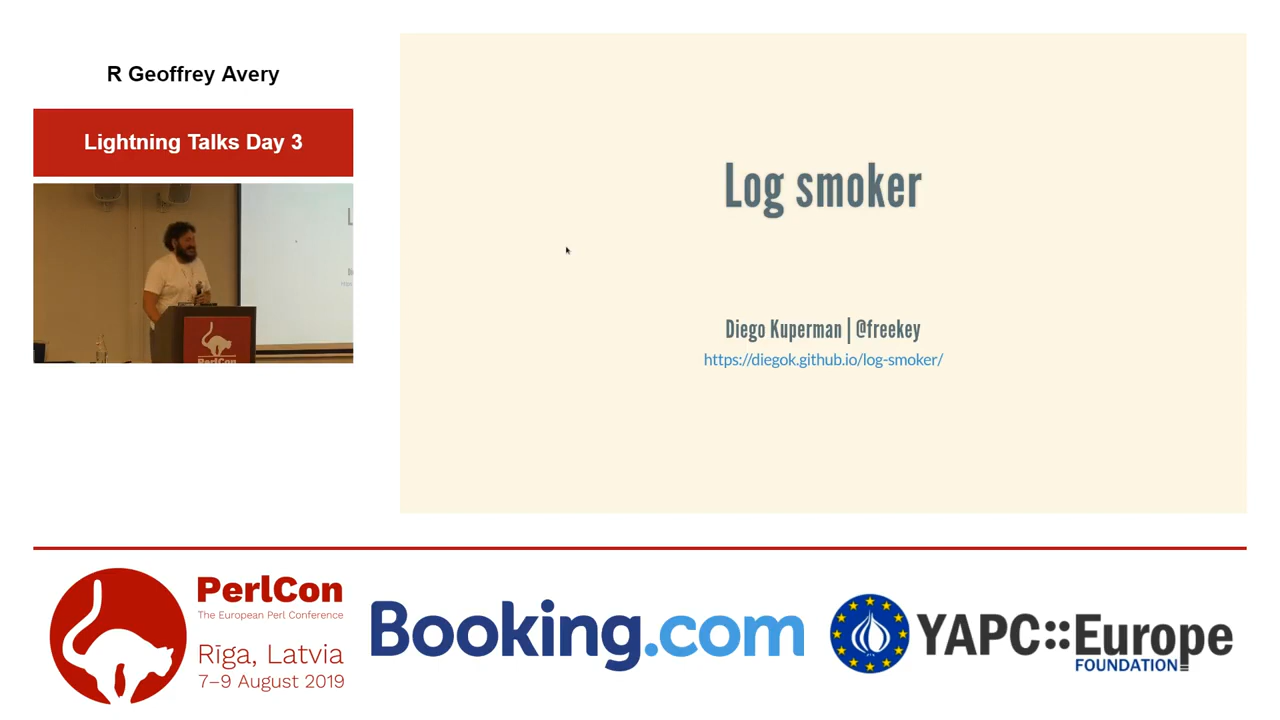 R Geoffrey Avery
Lightning Talks Day 3
PerlCon
Log smoker
Diego Kuperman | @freekey
https://diegok.github.io/log-smoker/
PerlCon
The European Perl Conference
Rīga, Latvia
7–9 August 2019
Booking.com
YAPC::Europe
FOUNDATION